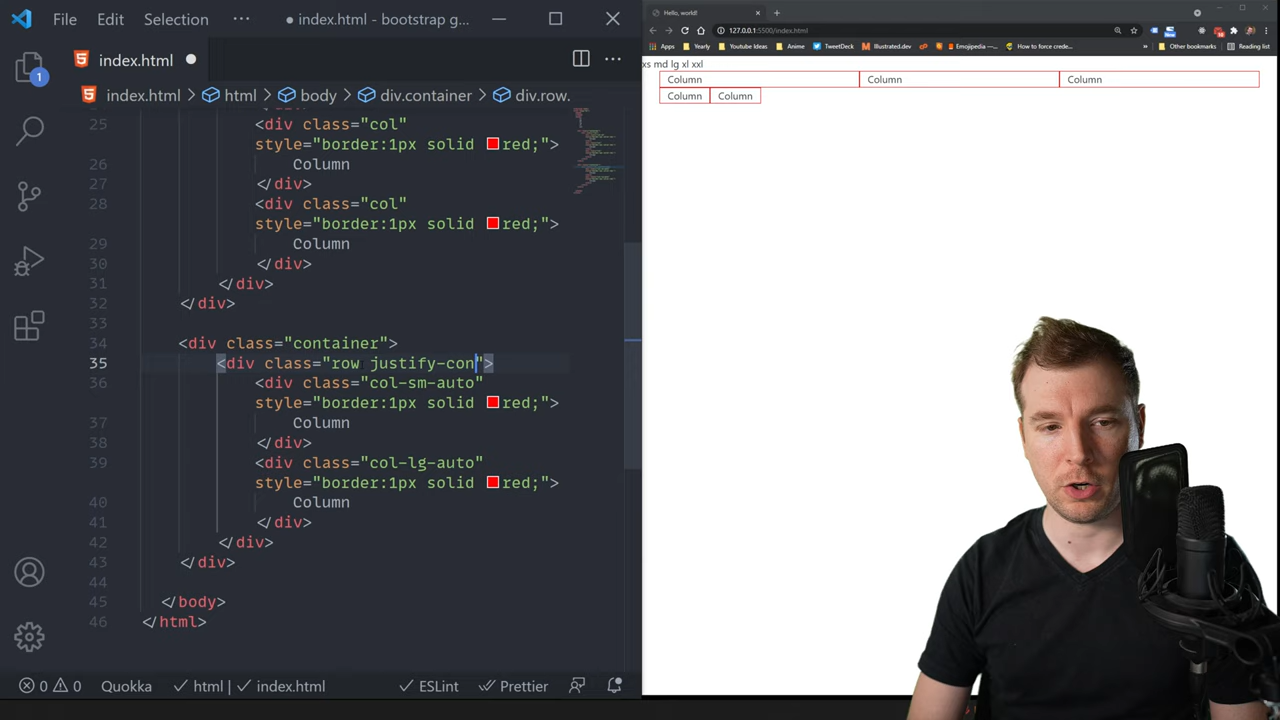 File Edit Selection ··· ● index.html - bootstrap g...
index.html ●
index.html > html > body > div.container > div.row.
25 <div class="col"
style="border:1px solid red;">
26 Column
27 </div>
28 <div class="col"
style="border:1px solid red;">
29 Column
30 </div>
31 </div>
32 </div>
33
34 <div class="container">
35 <div class="row justify-con">
36 <div class="col-sm-auto"
style="border:1px solid red;">
37 Column
38 </div>
39 <div class="col-lg-auto"
style="border:1px solid red;">
40 Column
41 </div>
42 </div>
43 </div>
44
45 </body>
46 </html>
1
0 0 Quokka ✓ html | ✓ index.html ✓ ESLint Prettier
Hello, world!
127.0.0.1:5500/index.html
Apps Yearly Youtube Ideas Anime TweetDeck Illustrated.dev Emojipedia — How to force crede... » Other bookmarks Reading list
xs md lg xl xxl
Column Column Column
Column Column